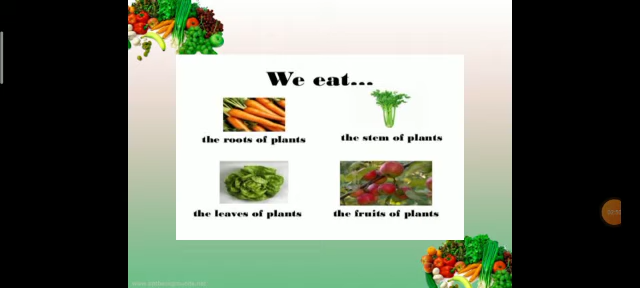 We eat...
the roots of plants
the stem of plants
the leaves of plants
the fruits of plants